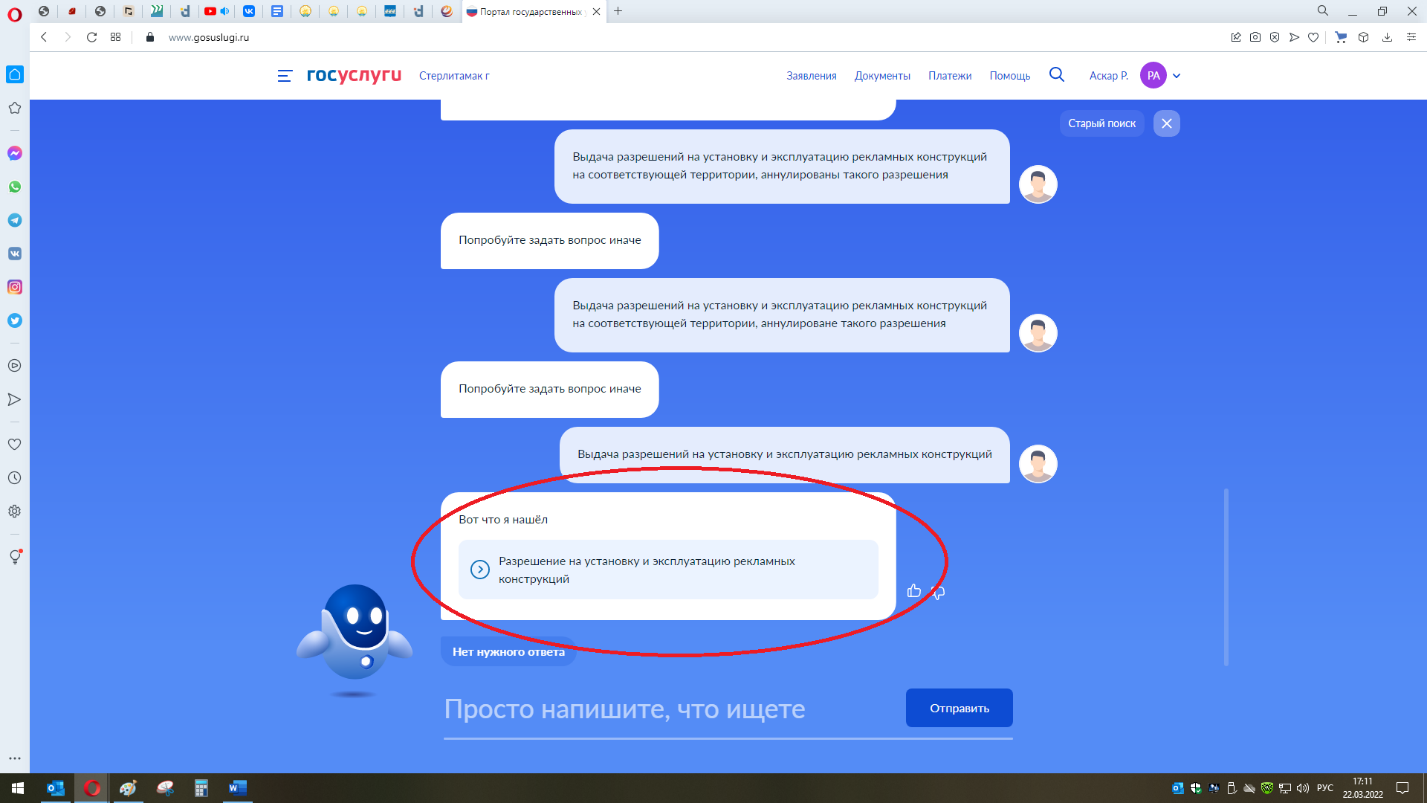 Портал государственных
www.gosuslugi.ru
госуслуги
Стерлитамак г
Заявления
Документы
Платежи
Помощь
Аскар Р.
РА
Старый поиск
Выдача разрешений на установку и эксплуатацию рекламных конструкций
на соответствующей территории, аннулированы такого разрешения
Попробуйте задать вопрос иначе
Выдача разрешений на установку и эксплуатацию рекламных конструкций
на соответствующей территории, аннулироване такого разрешения
Попробуйте задать вопрос иначе
Выдача разрешений на установку и эксплуатацию рекламных конструкций
Вот что я нашёл
Разрешение на установку и эксплуатацию рекламных
конструкций
Нет нужного ответа
Просто напишите, что ищете
Отправить
РУС
17:11
22.03.2022